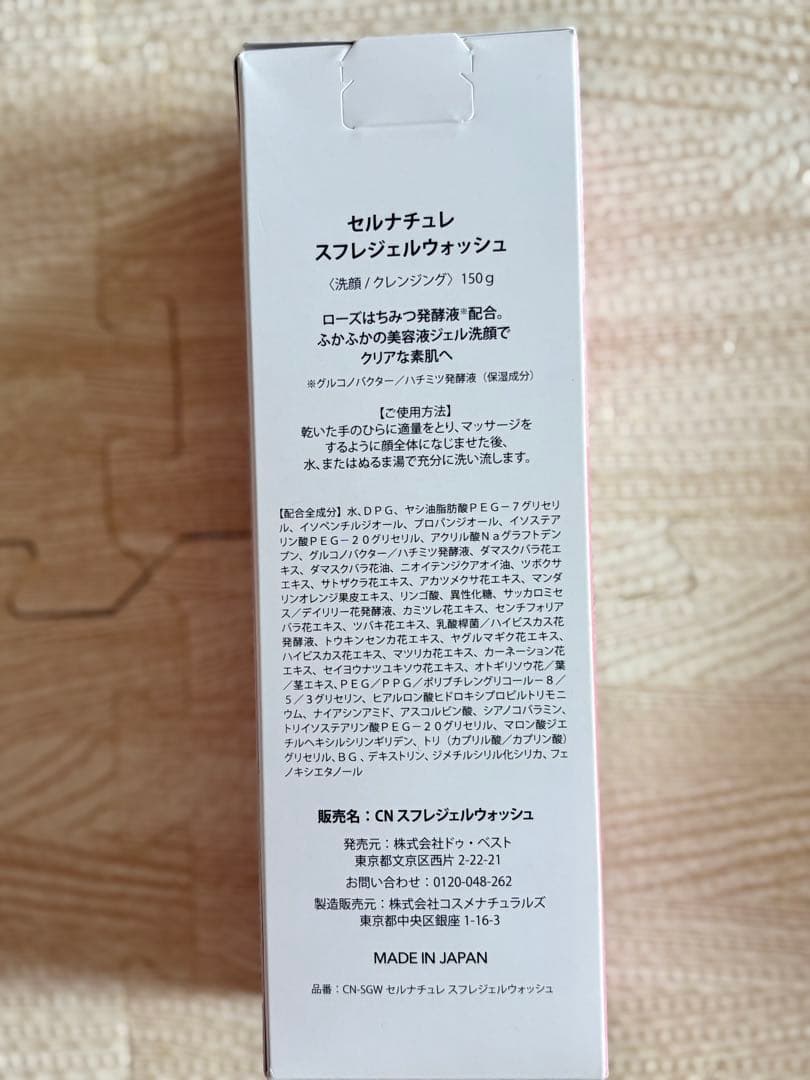 セルナチュレ
スフレジェルウォッシュ
〈洗顔 / クレンジング〉150g
ローズはちみつ発酵液※配合。
ふかふかの美容液ジェル洗顔で
クリアな素肌へ
※グルコノバクター／ハチミツ発酵液（保湿成分）
【ご使用方法】
乾いた手のひらに適量をとり、マッサージを
するように顔全体になじませた後、
水、またはぬるま湯で充分に洗い流します。
【配合全成分】水、DPG、ヤシ油脂肪酸PEG－7グリセリ
ル、イソペンチルジオール、プロパンジオール、イソステア
リン酸PEG－20グリセリル、アクリル酸Naグラフトデン
プン、グルコノバクター／ハチミツ発酵液、ダマスクバラ花エ
キス、ダマスクバラ花油、ニオイテンジクアオイ油、ツボクサ
エキス、サトザクラ花エキス、アカツメクサ花エキス、マンダ
リンオレンジ果皮エキス、リンゴ酸、異性化糖、サッカロミセ
ス／デイリリー花発酵液、カミツレ花エキス、センチフォリア
バラ花エキス、ツバキ花エキス、乳酸桿菌／ハイビスカス花
発酵液、トウキンセンカ花エキス、ヤグルマギク花エキス、
ハイビスカス花エキス、マツリカ花エキス、カーネーション花
エキス、セイヨウナツユキソウ花エキス、オトギリソウ花／葉
／茎エキス、PEG／PPG／ポリブチレングリコール－8／
5／3グリセリン、ヒアルロン酸ヒドロキシプロピルトリモニ
ウム、ナイアシンアミド、アスコルビン酸、シアノコバラミン、
トリイソステアリン酸PEG－20グリセリル、マロン酸ジエ
チルヘキシルシリンギリデン、トリ（カプリル酸／カプリン酸）
グリセリル、BG、デキストリン、ジメチルシリル化シリカ、フェ
ノキシエタノール
販売名：CN スフレジェルウォッシュ
発売元：株式会社ドゥ・ベスト
東京都文京区西片 2-22-21
お問い合わせ：0120-048-262
製造販売元：株式会社コスメナチュラルズ
東京都中央区銀座 1-16-3
MADE IN JAPAN
品番：CN-SGW セルナチュレ スフレジェルウォッシュ